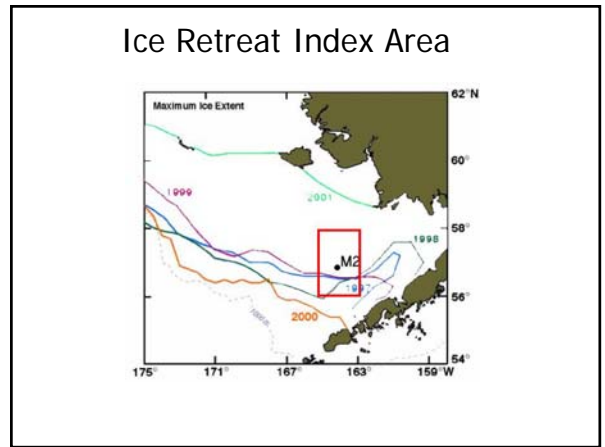 Ice Retreat Index Area
Maximum Ice Extent
62°N
60°
1999
2001
58°
1998
M2
1997
56°
2000
54°
175°
171°
167°
163°
159°W